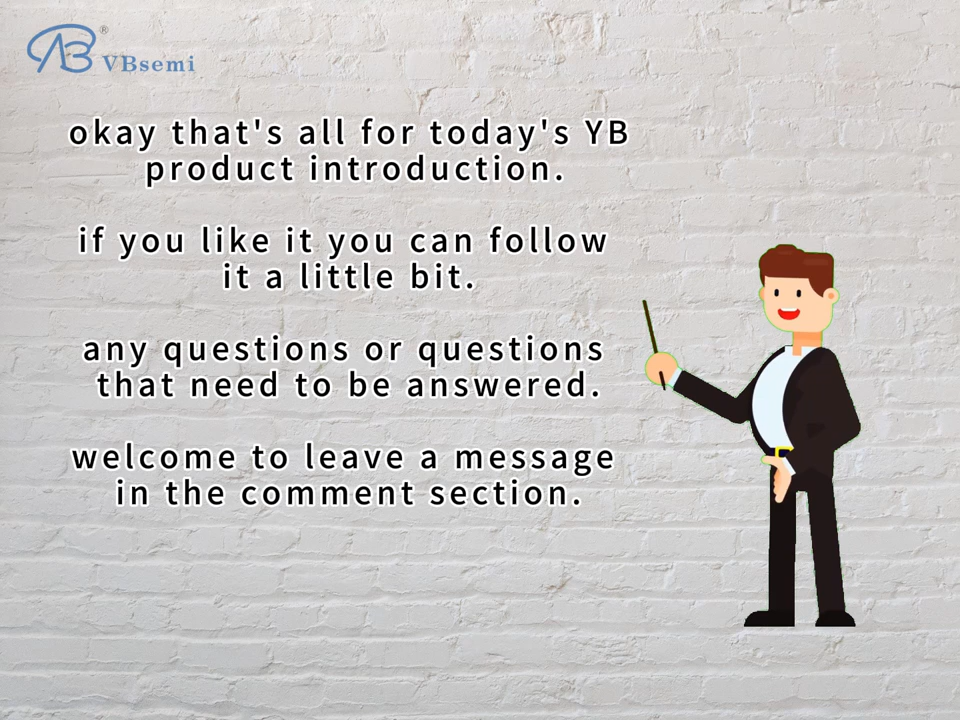 VBsemi
okay that's all for today's YB
product introduction.
if you like it you can follow
it a little bit.
any questions or questions
that need to be answered.
welcome to leave a message
in the comment section.